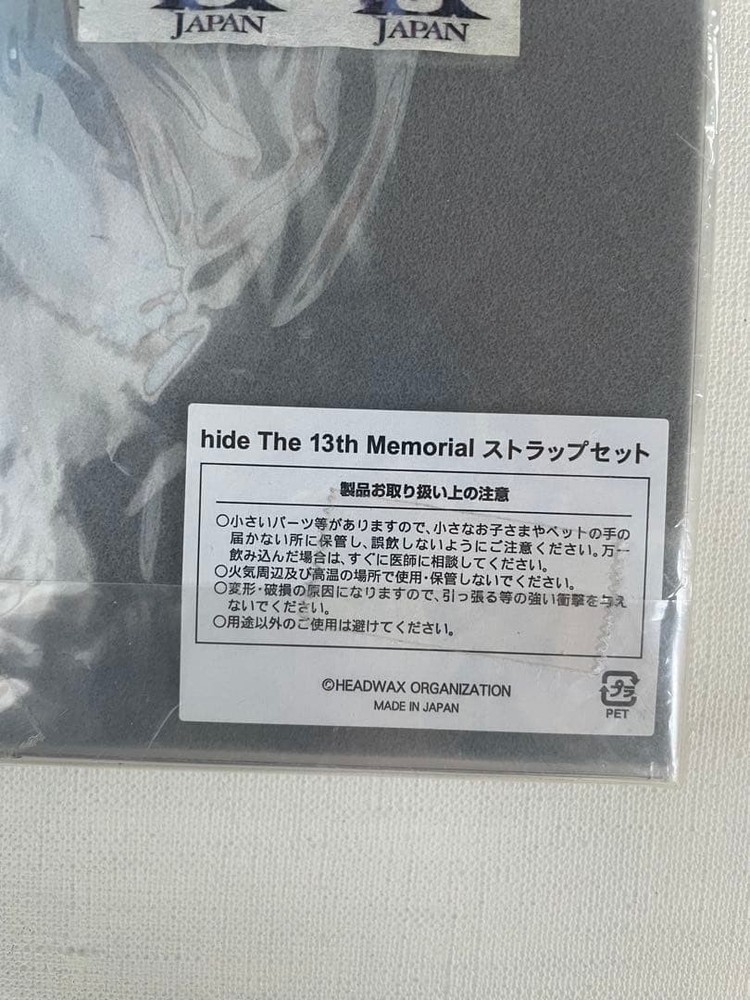 JAPAN JAPAN
hide The 13th Memorial ストラップセット
製品お取り扱い上の注意
○小さいパーツ等がありますので、小さなお子さまやペットの手の
届かない所に保管し、誤飲しないようにご注意ください。万一
飲み込んだ場合は、すぐに医師に相談してください。
○火気周辺及び高温の場所で使用・保管しないでください。
○変形・破損の原因になりますので、引っ張る等の強い衝撃を与え
ないでください。
○用途以外のご使用は避けてください。
©HEADWAX ORGANIZATION
MADE IN JAPAN
プラ
PET